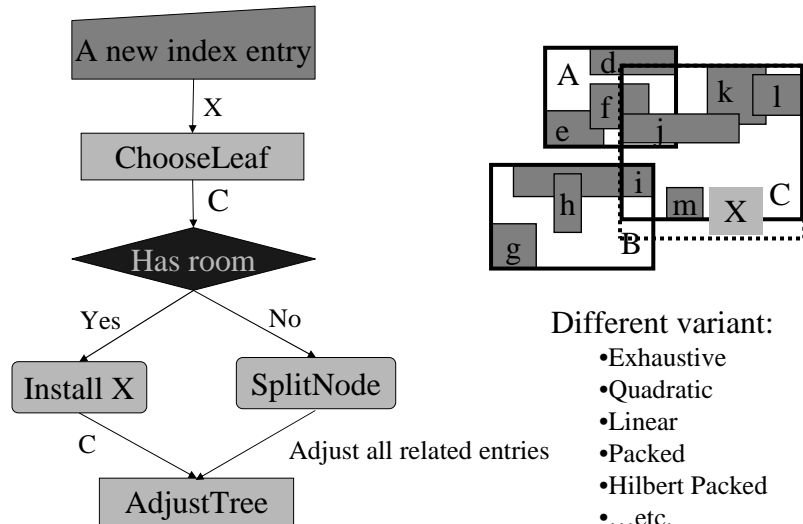 A new index entry
X
ChooseLeaf
C
Has room
Yes
No
Install X
SplitNode
C
Adjust all related entries
AdjustTree
A
d
f
e
j
k
l
i
h
m
X
C
g
B
Different variant:
•Exhaustive
•Quadratic
•Linear
•Packed
•Hilbert Packed
•…etc.